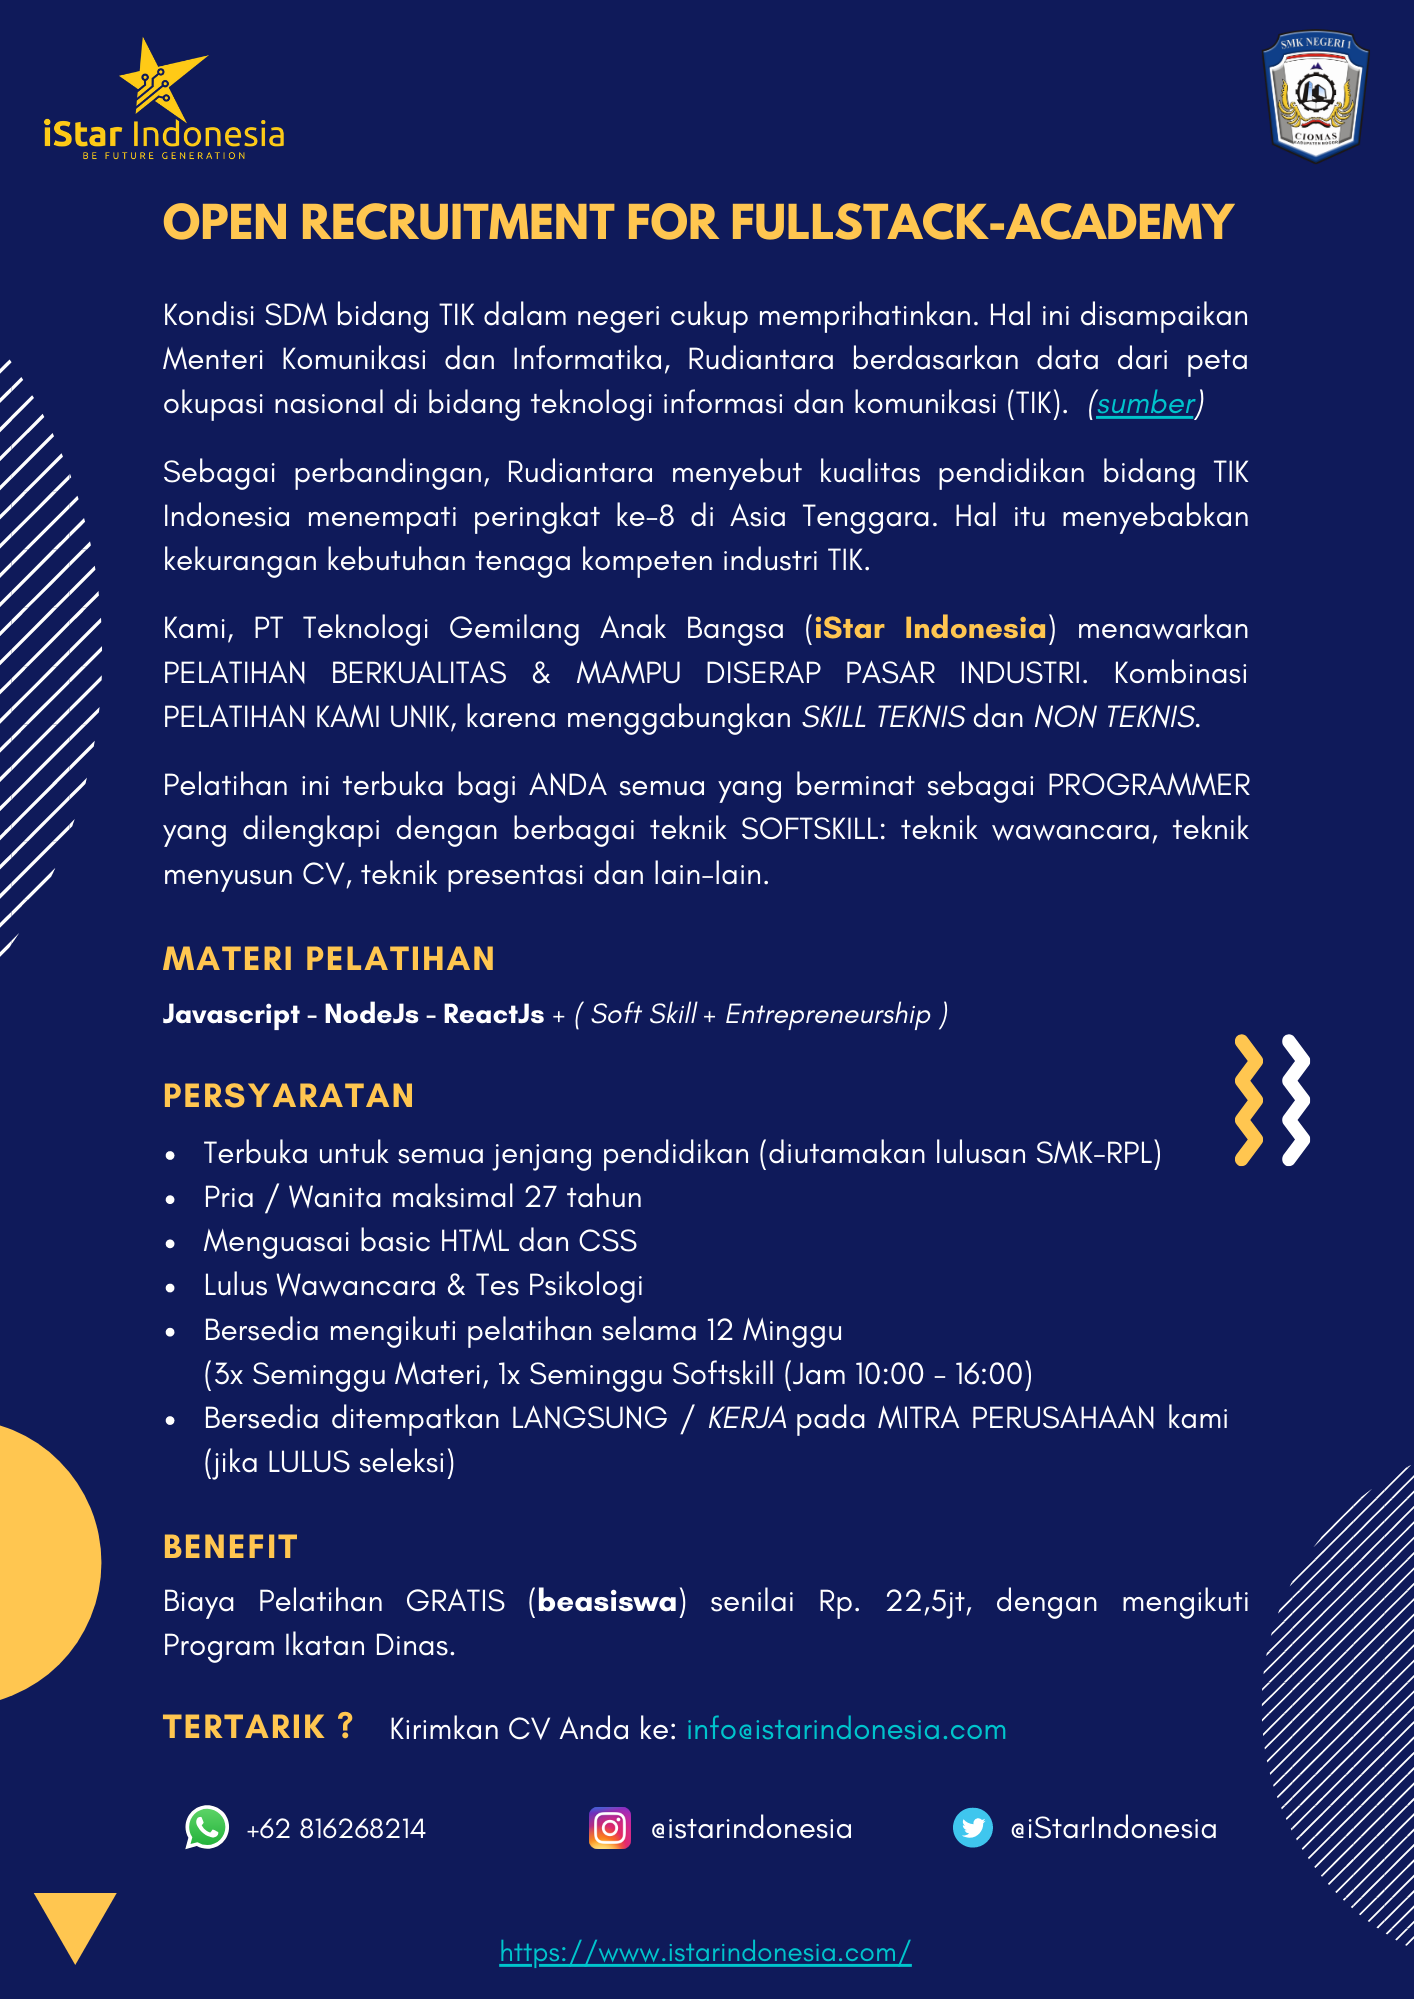 iStar Indonesia
BE FUTURE GENERATION
SMK NEGERI 1
CIOMAS
KABUPATEN BOGOR
OPEN RECRUITMENT FOR FULLSTACK-ACADEMY
Kondisi SDM bidang TIK dalam negeri cukup memprihatinkan. Hal ini disampaikan
Menteri Komunikasi dan Informatika, Rudiantara berdasarkan data dari peta
okupasi nasional di bidang teknologi informasi dan komunikasi (TIK). (sumber)
Sebagai perbandingan, Rudiantara menyebut kualitas pendidikan bidang TIK
Indonesia menempati peringkat ke-8 di Asia Tenggara. Hal itu menyebabkan
kekurangan kebutuhan tenaga kompeten industri TIK.
Kami, PT Teknologi Gemilang Anak Bangsa (iStar Indonesia) menawarkan
PELATIHAN BERKUALITAS & MAMPU DISERAP PASAR INDUSTRI. Kombinasi
PELATIHAN KAMI UNIK, karena menggabungkan SKILL TEKNIS dan NON TEKNIS.
Pelatihan ini terbuka bagi ANDA semua yang berminat sebagai PROGRAMMER
yang dilengkapi dengan berbagai teknik SOFTSKILL: teknik wawancara, teknik
menyusun CV, teknik presentasi dan lain-lain.
MATERI PELATIHAN
Javascript - NodeJs - ReactJs + ( Soft Skill + Entrepreneurship )
PERSYARATAN
• Terbuka untuk semua jenjang pendidikan (diutamakan lulusan SMK-RPL)
• Pria / Wanita maksimal 27 tahun
• Menguasai basic HTML dan CSS
• Lulus Wawancara & Tes Psikologi
• Bersedia mengikuti pelatihan selama 12 Minggu
(3x Seminggu Materi, 1x Seminggu Softskill (Jam 10:00 - 16:00)
• Bersedia ditempatkan LANGSUNG / KERJA pada MITRA PERUSAHAAN kami
(jika LULUS seleksi)
BENEFIT
Biaya Pelatihan GRATIS (beasiswa) senilai Rp. 22,5jt, dengan mengikuti
Program Ikatan Dinas.
TERTARIK ? Kirimkan CV Anda ke: info@istarindonesia.com
+62 816268214 @istarindonesia @iStarIndonesia
https://www.istarindonesia.com/